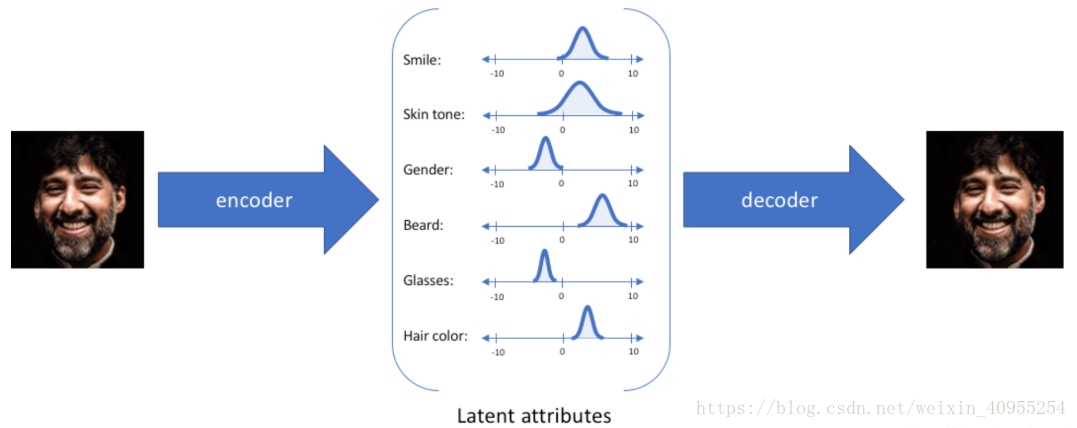 Smile:
-10 0 10
Skin tone:
-10 0 10
Gender:
-10 0 10
encoder
decoder
Beard:
-10 0 10
Glasses:
-10 0 10
Hair color:
-10 0 10
Latent attributes
https://blog.csdn.net/weixin_40955254